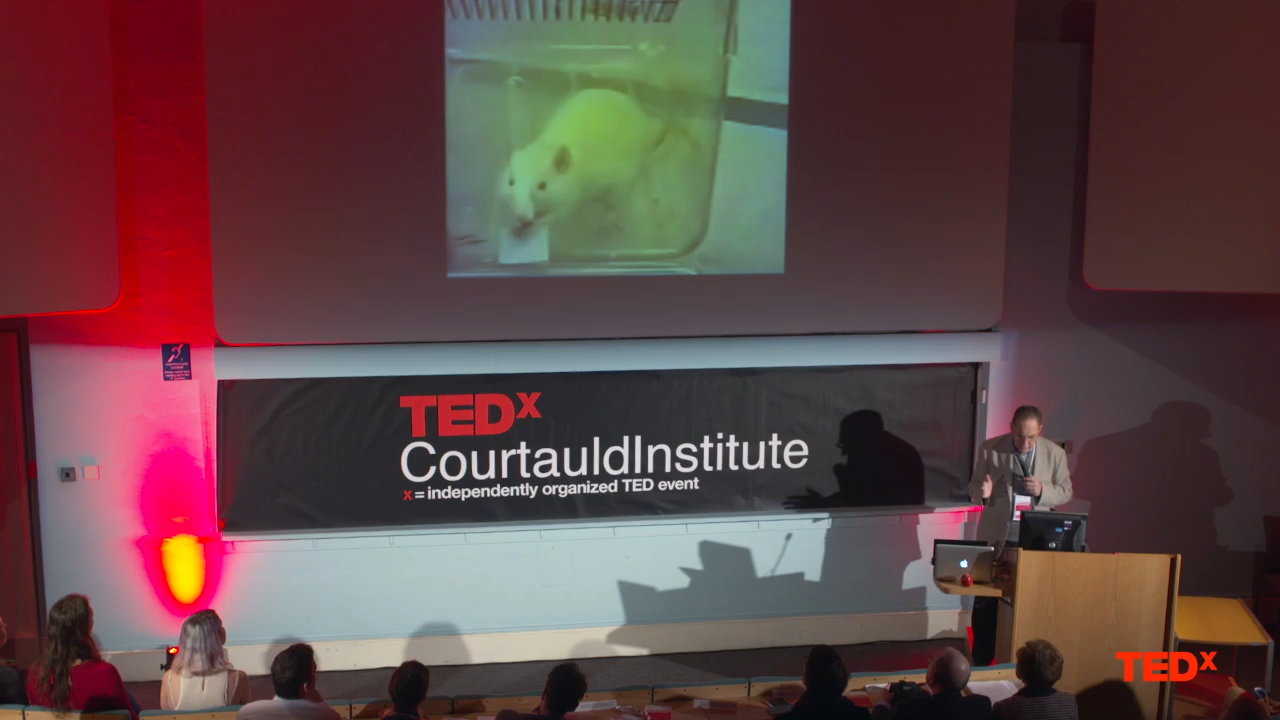 TEDx
CourtauldInstitute
x = independently organized TED event
TEDx